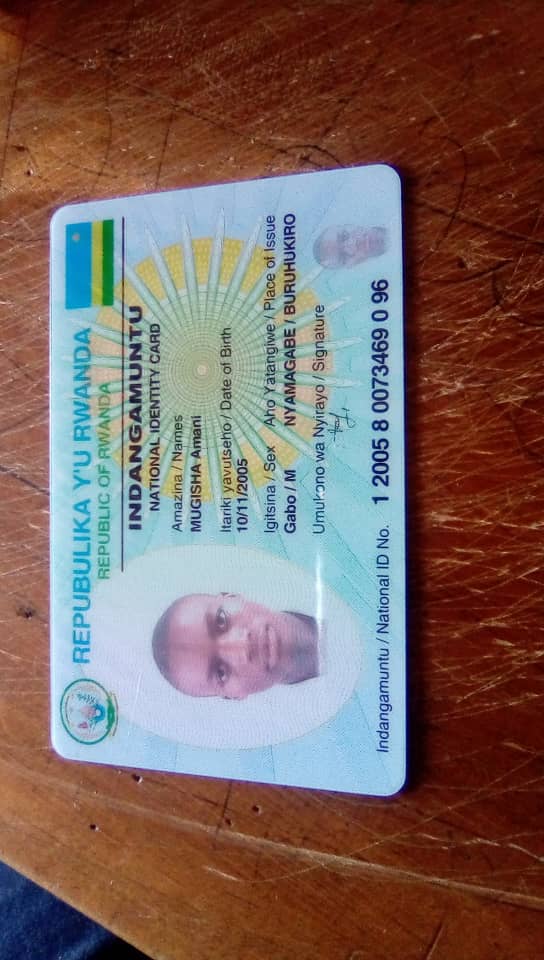 REPUBULIKA Y'U RWANDA
REPUBLIC OF RWANDA
INDANGAMUNTU
NATIONAL IDENTITY CARD
Amazina / Names
MUGISHA Amani
Itariki yavutseho / Date of Birth
10/11/2005
Igitsina / Sex Aho Yatangiwe / Place of Issue
Gabo / M NYAMAGABE / BURUHUKIRO
Umukono wa Nyirayo / Signature
Indangamuntu / National ID No. 1 2005 8 0073469 0 96